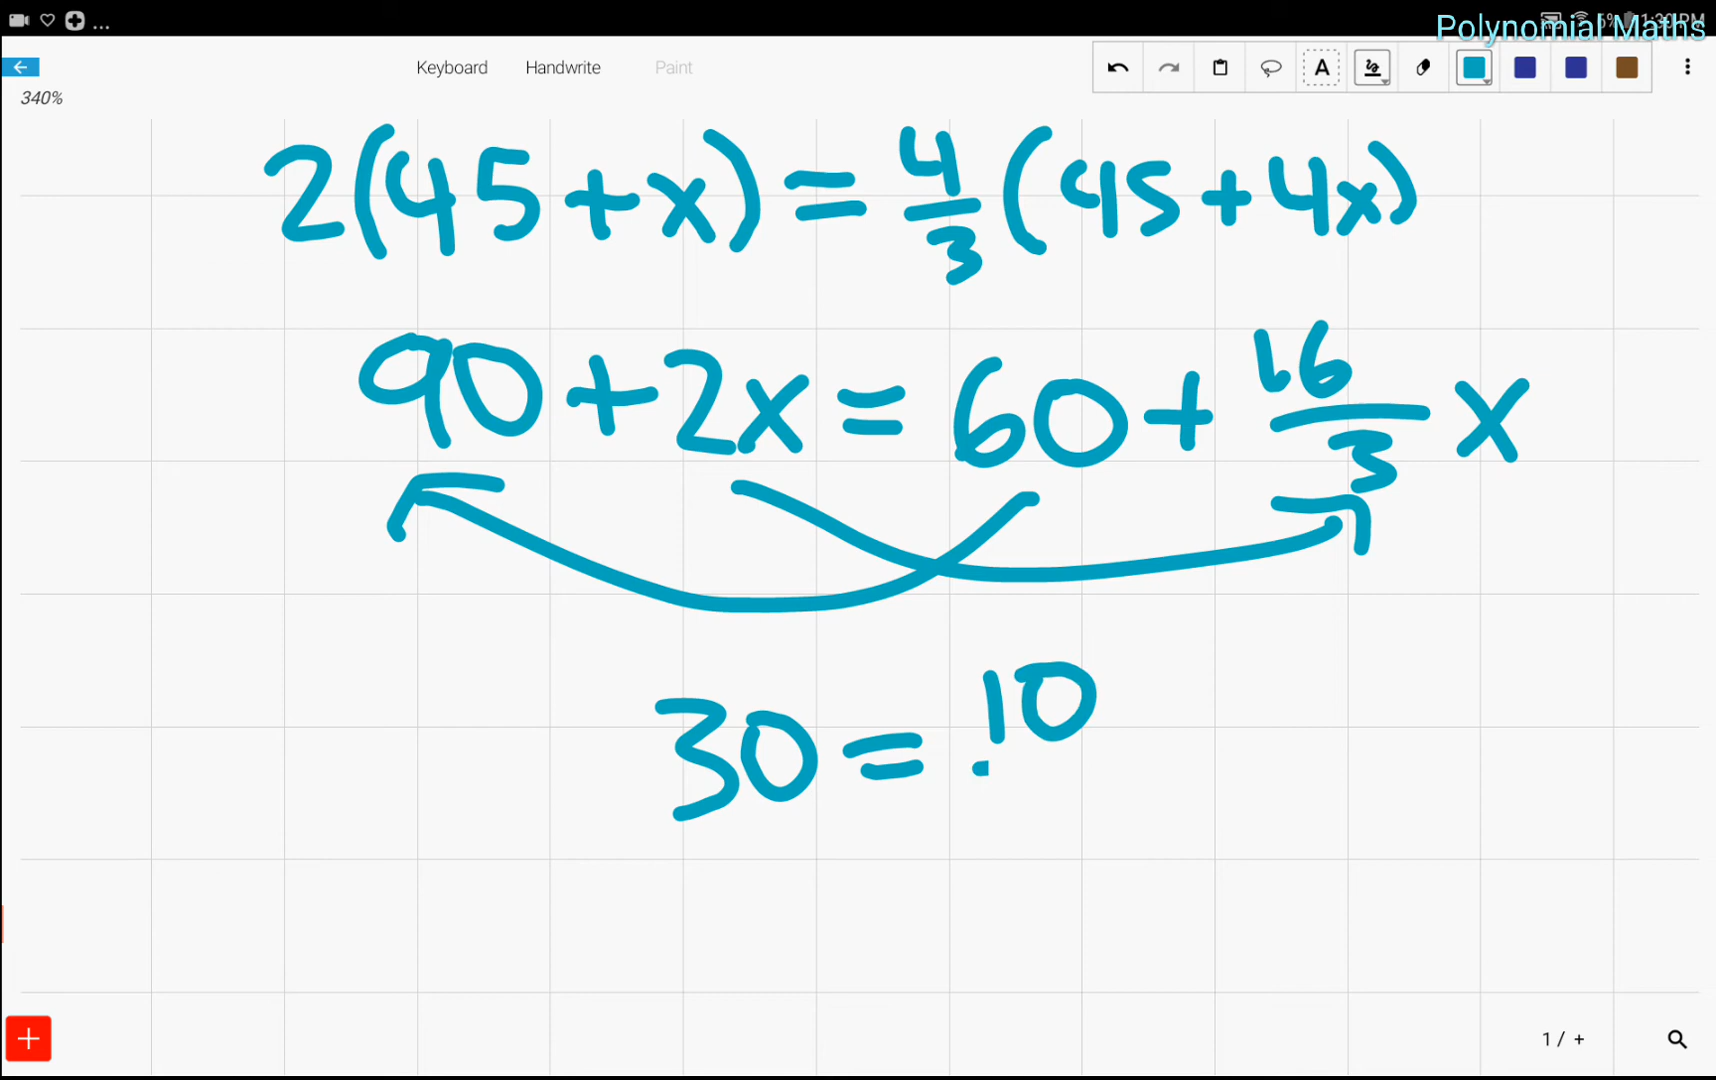 ...
Polynomial Maths
Keyboard Handwrite Paint
A
340%
2(45+x)=4/3(45+4x)
90+2x=60+16/3 x
30=10
1 / +